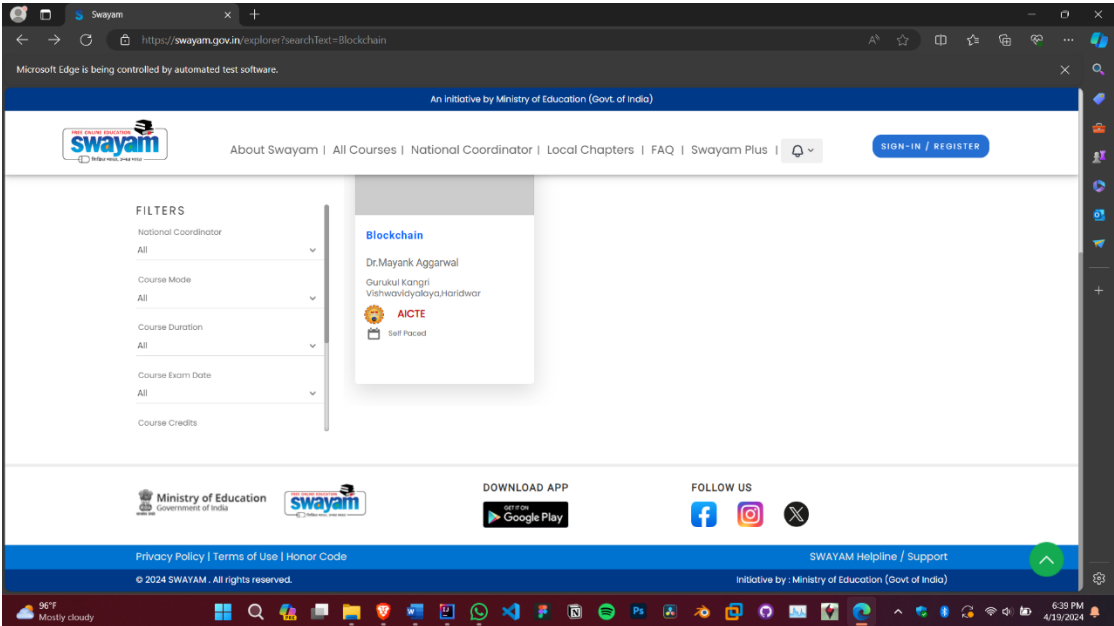 Swayam
https://swayam.gov.in/explorer?searchText=Blockchain
Microsoft Edge is being controlled by automated test software.
An initiative by Ministry of Education (Govt. of India)
FREE ONLINE EDUCATION
swayam
About Swayam | All Courses | National Coordinator | Local Chapters | FAQ | Swayam Plus |
SIGN-IN / REGISTER
FILTERS
National Coordinator
All
Course Mode
All
Course Duration
All
Course Exam Date
All
Course Credits
Blockchain
Dr.Mayank Aggarwal
Gurukul Kangri
Vishwavidyalaya,Haridwar
AICTE
Self Paced
Ministry of Education
Government of India
swayam
DOWNLOAD APP
GET IT ON
Google Play
FOLLOW US
Privacy Policy | Terms of Use | Honor Code
SWAYAM Helpline / Support
© 2024 SWAYAM . All rights reserved.
Initiative by : Ministry of Education (Govt of India)
96°F
Mostly cloudy
6:39 PM
4/19/2024